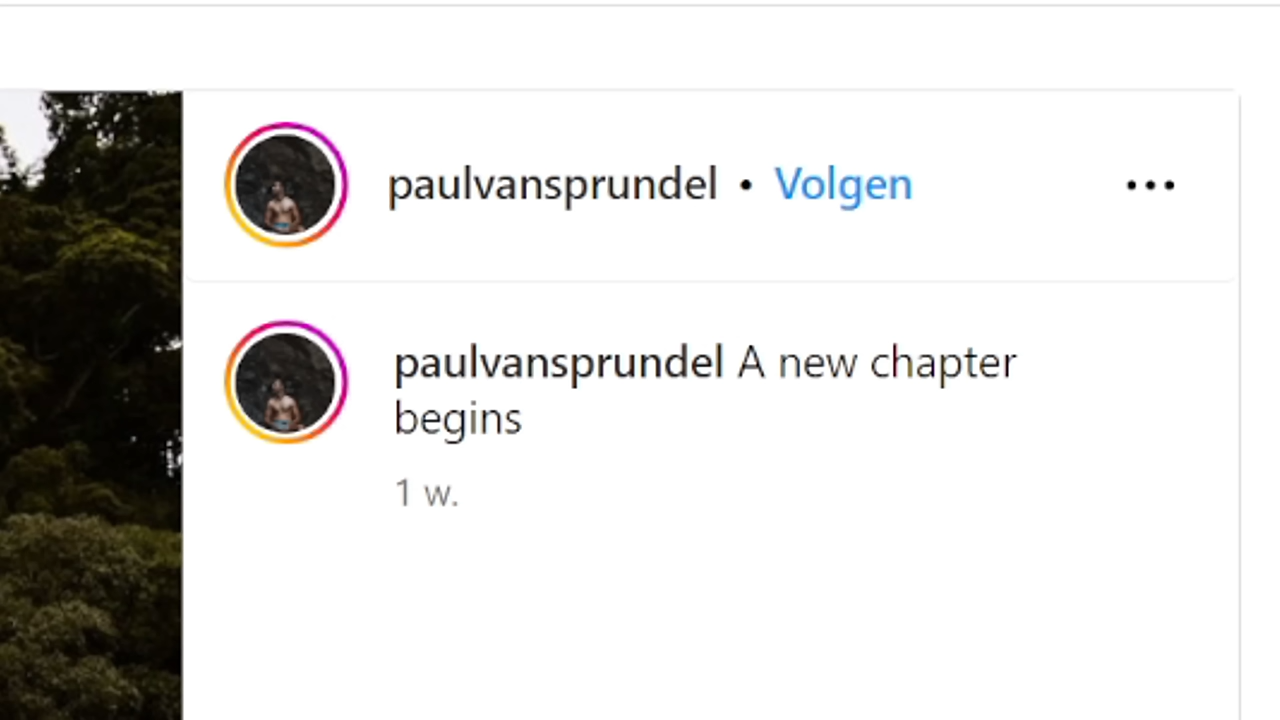 paulvansprundel • Volgen
paulvansprundel A new chapter
begins
1 w.